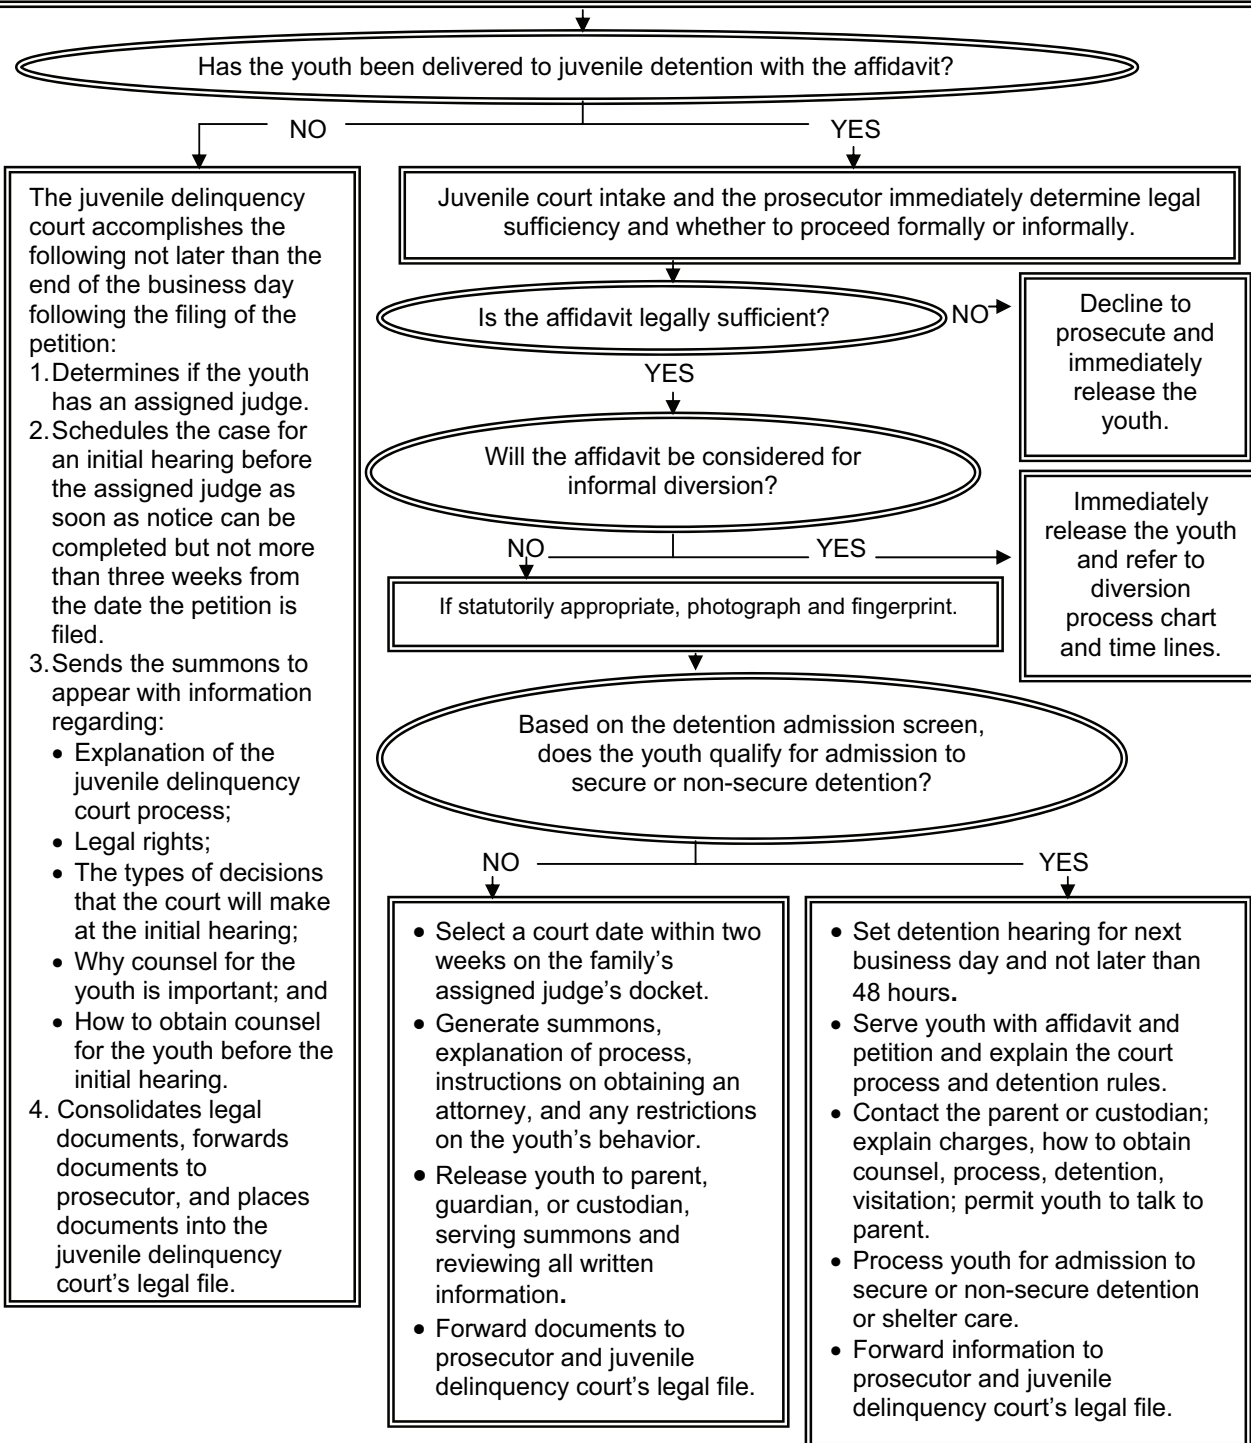 Has the youth been delivered to juvenile detention with the affidavit?
NO
YES
The juvenile delinquency
court accomplishes the
following not later than the
end of the business day
following the filing of the
petition:
1.Determines if the youth
has an assigned judge.
2.Schedules the case for
an initial hearing before
the assigned judge as
soon as notice can be
completed but not more
than three weeks from
the date the petition is
filed.
3.Sends the summons to
appear with information
regarding:
• Explanation of the
juvenile delinquency
court process;
• Legal rights;
• The types of decisions
that the court will make
at the initial hearing;
• Why counsel for the
youth is important; and
• How to obtain counsel
for the youth before the
initial hearing.
4. Consolidates legal
documents, forwards
documents to
prosecutor, and places
documents into the
juvenile delinquency
court's legal file.
Juvenile court intake and the prosecutor immediately determine legal
sufficiency and whether to proceed formally or informally.
Is the affidavit legally sufficient?
NO
Decline to
prosecute and
immediately
release the
youth.
YES
Will the affidavit be considered for
informal diversion?
NO
YES
Immediately
release the youth
and refer to
diversion
process chart
and time lines.
If statutorily appropriate, photograph and fingerprint.
Based on the detention admission screen,
does the youth qualify for admission to
secure or non-secure detention?
NO
YES
• Select a court date within two
weeks on the family's
assigned judge's docket.
• Generate summons,
explanation of process,
instructions on obtaining an
attorney, and any restrictions
on the youth's behavior.
• Release youth to parent,
guardian, or custodian,
serving summons and
reviewing all written
information.
• Forward documents to
prosecutor and juvenile
delinquency court's legal file.
• Set detention hearing for next
business day and not later than
48 hours.
• Serve youth with affidavit and
petition and explain the court
process and detention rules.
• Contact the parent or custodian;
explain charges, how to obtain
counsel, process, detention,
visitation; permit youth to talk to
parent.
• Process youth for admission to
secure or non-secure detention
or shelter care.
• Forward information to
prosecutor and juvenile
delinquency court's legal file.